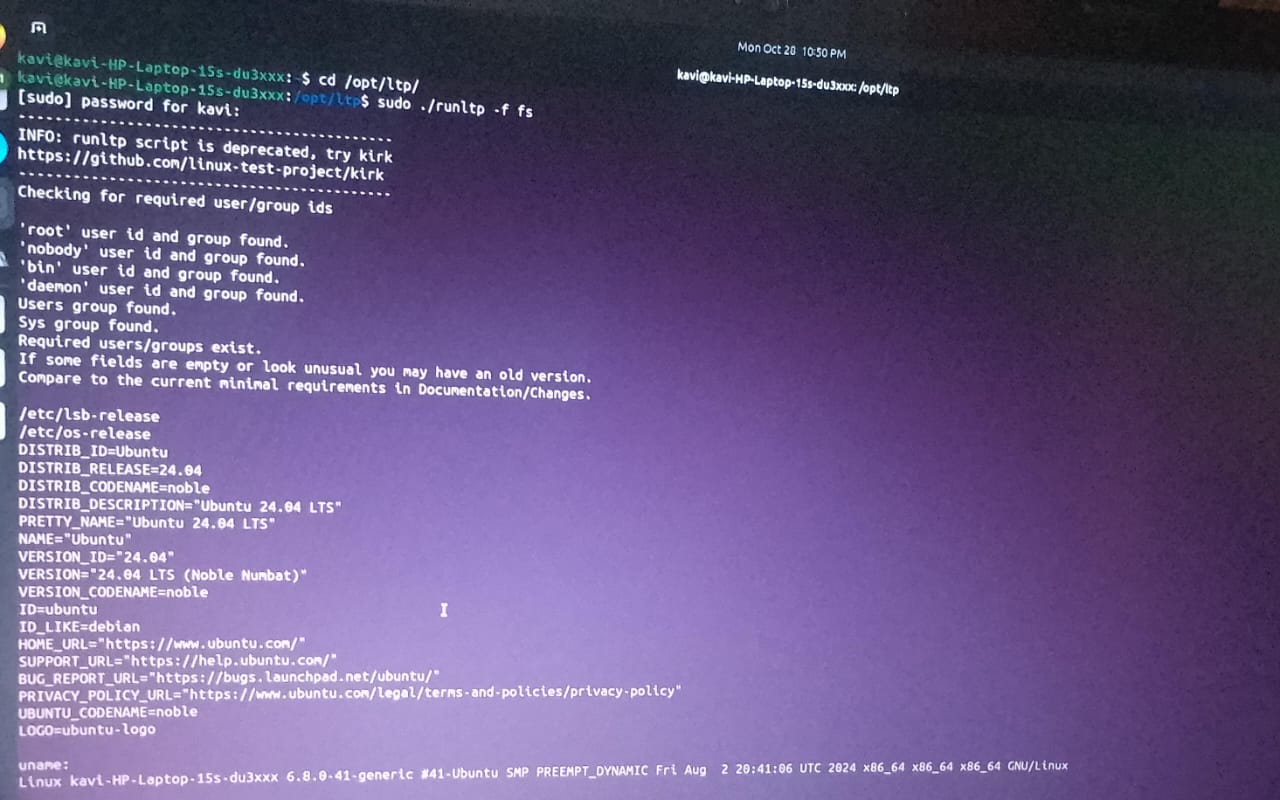 Mon Oct 28 10:50 PM
kavi@kavi-HP-Laptop-15s-du3xxx: /opt/ltp
kavi@kavi-HP-Laptop-15s-du3xxx:~$ cd /opt/ltp/
kavi@kavi-HP-Laptop-15s-du3xxx:/opt/ltp$ sudo ./runltp -f fs
[sudo] password for kavi:
----------------------------------------
INFO: runltp script is deprecated, try kirk
https://github.com/linux-test-project/kirk
----------------------------------------
Checking for required user/group ids
'root' user id and group found.
'nobody' user id and group found.
'bin' user id and group found.
'daemon' user id and group found.
Users group found.
Sys group found.
Required users/groups exist.
If some fields are empty or look unusual you may have an old version.
Compare to the current minimal requirements in Documentation/Changes.
/etc/lsb-release
/etc/os-release
DISTRIB_ID=Ubuntu
DISTRIB_RELEASE=24.04
DISTRIB_CODENAME=noble
DISTRIB_DESCRIPTION="Ubuntu 24.04 LTS"
PRETTY_NAME="Ubuntu 24.04 LTS"
NAME="Ubuntu"
VERSION_ID="24.04"
VERSION="24.04 LTS (Noble Numbat)"
VERSION_CODENAME=noble
ID=ubuntu
ID_LIKE=debian
HOME_URL="https://www.ubuntu.com/"
SUPPORT_URL="https://help.ubuntu.com/"
BUG_REPORT_URL="https://bugs.launchpad.net/ubuntu/"
PRIVACY_POLICY_URL="https://www.ubuntu.com/legal/terms-and-policies/privacy-policy"
UBUNTU_CODENAME=noble
LOGO=ubuntu-logo
uname:
Linux kavi-HP-Laptop-15s-du3xxx 6.8.0-41-generic #41-Ubuntu SMP PREEMPT_DYNAMIC Fri Aug  2 20:41:06 UTC 2024 x86_64 x86_64 x86_64 GNU/Linux